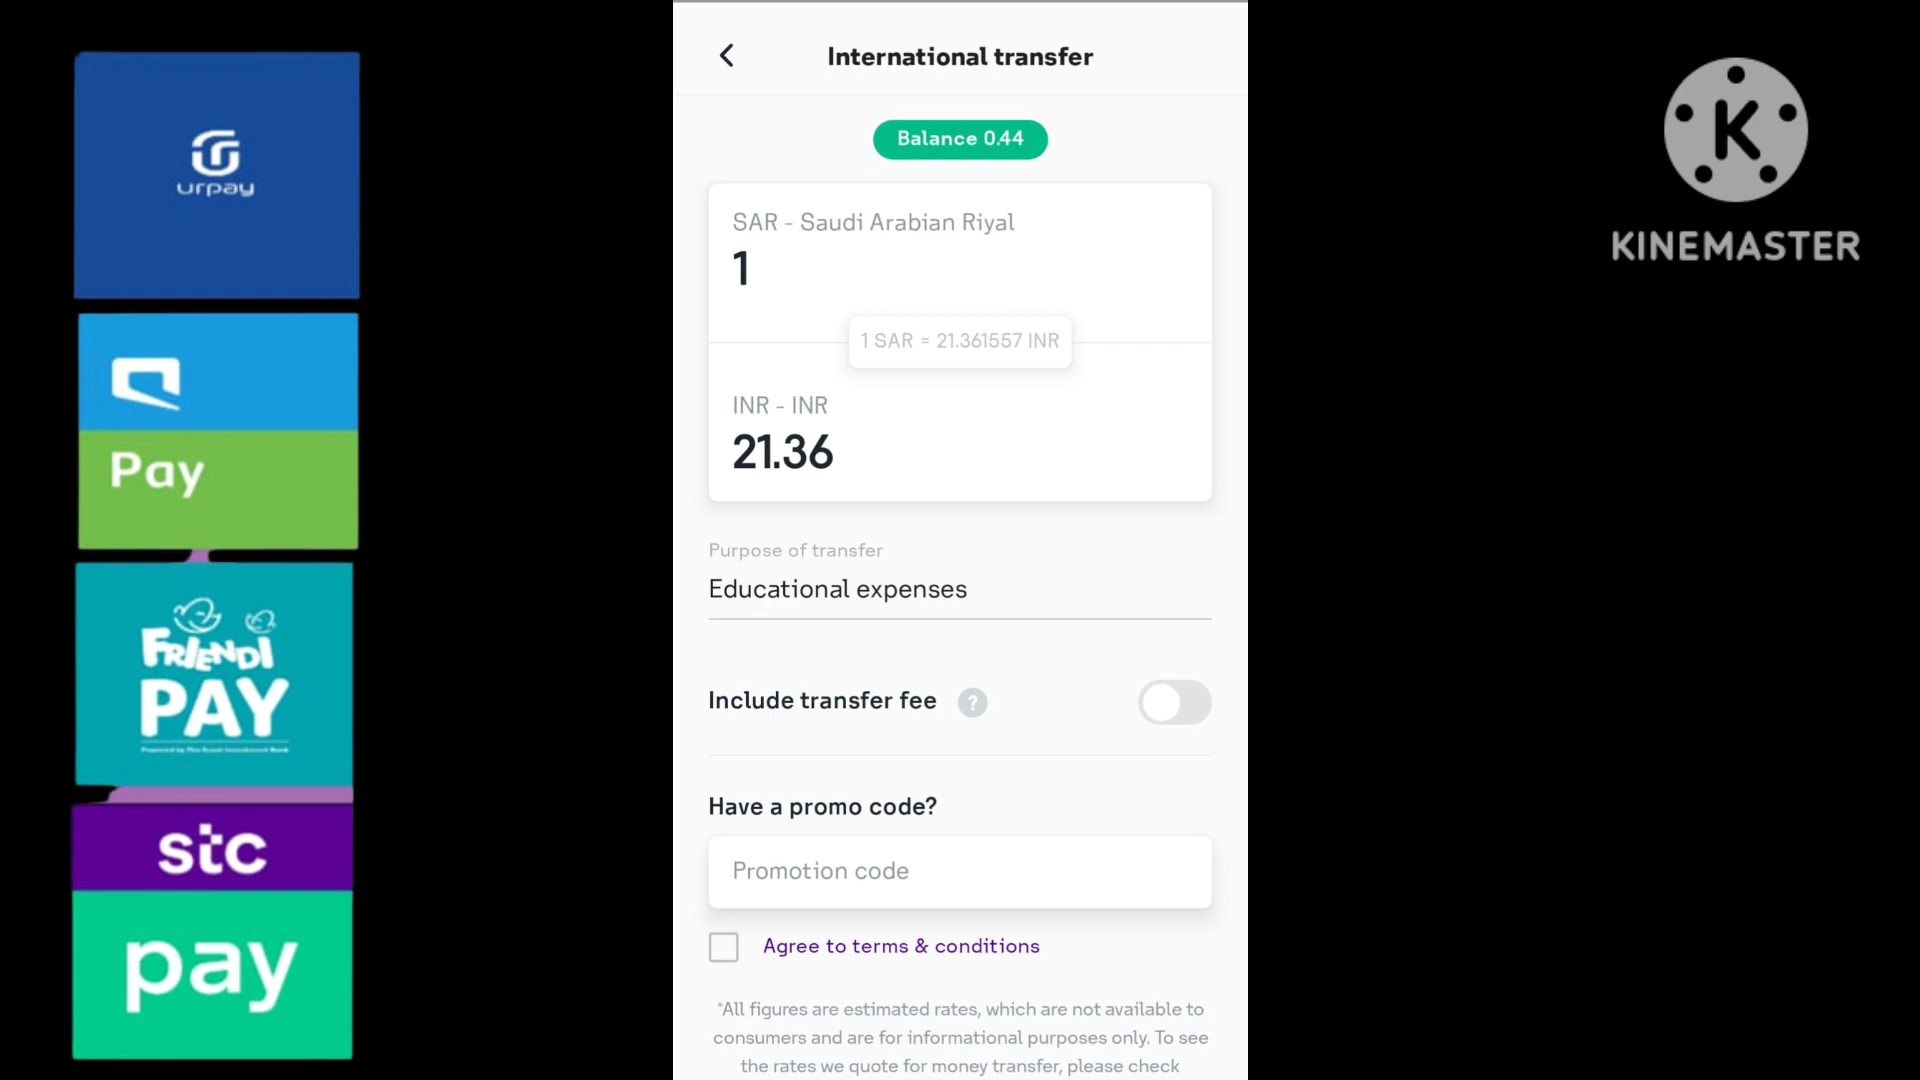 urpay
Pay
FRiENDi
PAY
stc
pay
International transfer
Balance 0.44
SAR - Saudi Arabian Riyal
1
1 SAR = 21.361557 INR
INR - INR
21.36
Purpose of transfer
Educational expenses
Include transfer fee ?
Have a promo code?
Promotion code
Agree to terms & conditions
*All figures are estimated rates, which are not available to
consumers and are for informational purposes only. To see
the rates we quote for money transfer, please check
K
KINEMASTER